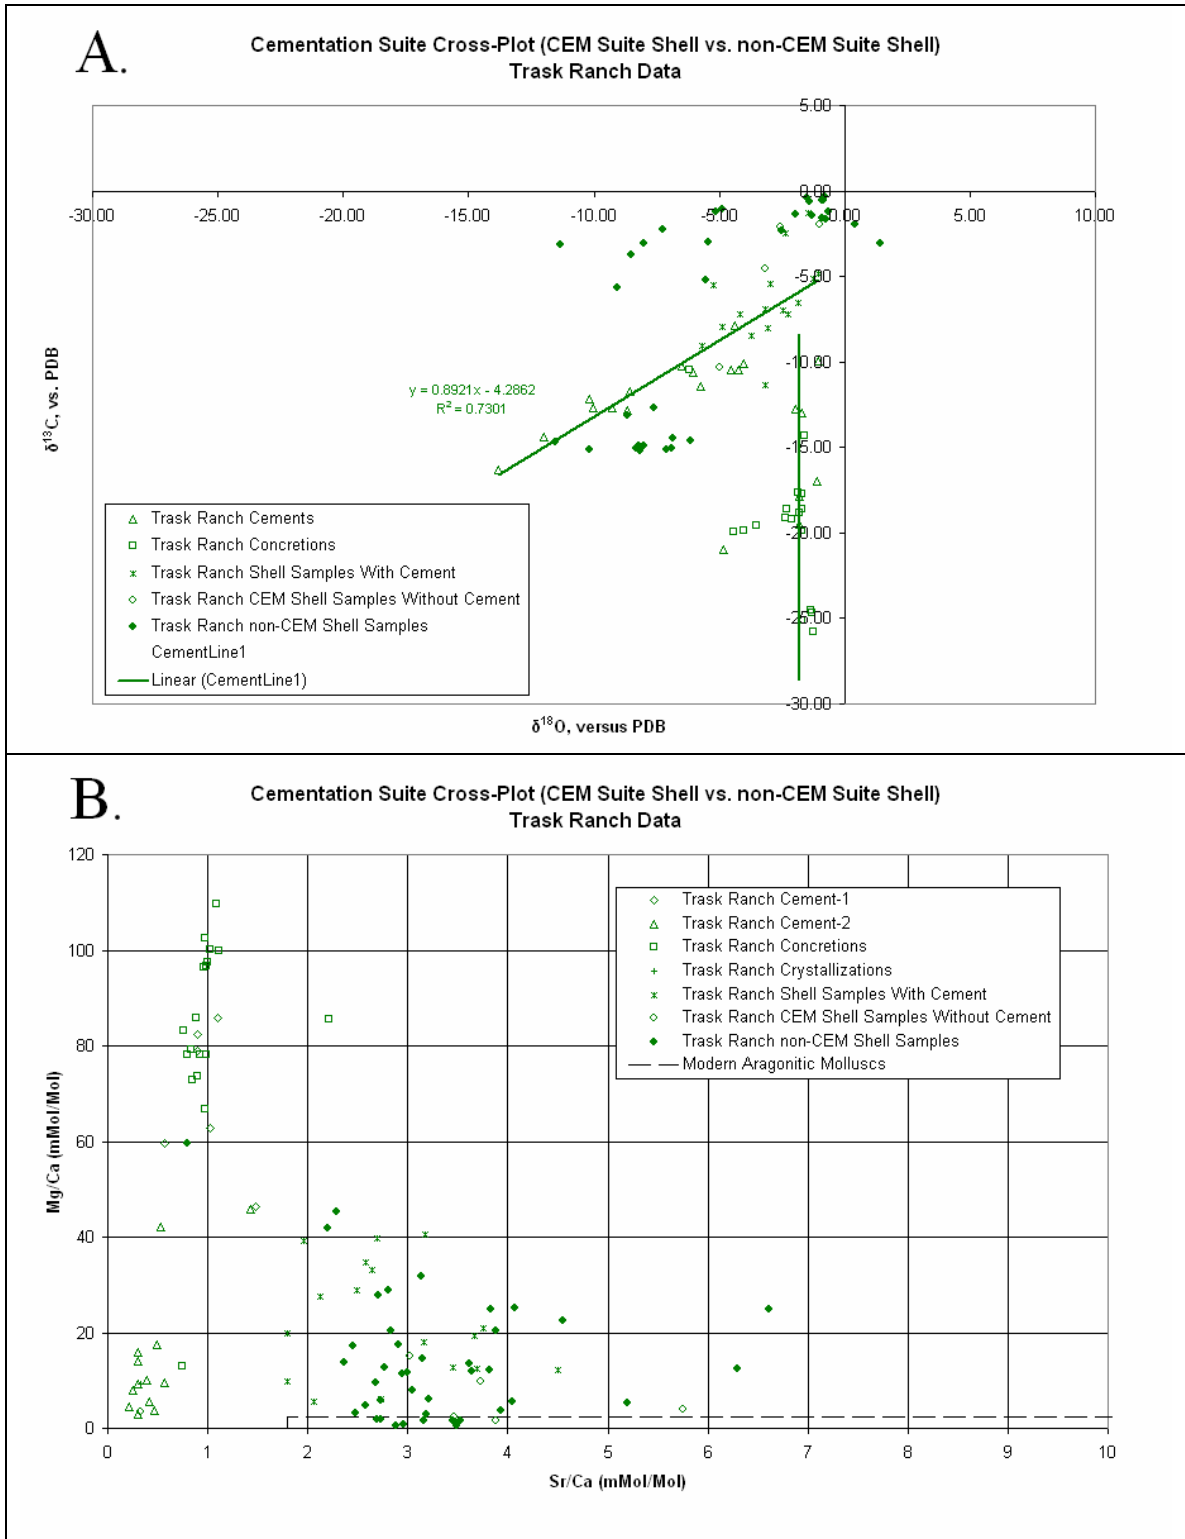 A.
Cementation Suite Cross-Plot (CEM Suite Shell vs. non-CEM Suite Shell)
Trask Ranch Data
5.00
0.00
-30.00 -25.00 -20.00 -15.00 -10.00 -5.00 0.00 5.00 10.00
-5.00
-10.00
-15.00
-20.00
-25.00
-30.00
δ13C, vs. PDB
y = 0.8921x - 4.2862
R² = 0.7301
Trask Ranch Cements
Trask Ranch Concretions
Trask Ranch Shell Samples With Cement
Trask Ranch CEM Shell Samples Without Cement
Trask Ranch non-CEM Shell Samples
CementLine1
Linear (CementLine1)
δ18O, versus PDB
B.
Cementation Suite Cross-Plot (CEM Suite Shell vs. non-CEM Suite Shell)
Trask Ranch Data
120
100
80
60
40
20
0
Mg/Ca (mMol/Mol)
Trask Ranch Cement-1
Trask Ranch Cement-2
Trask Ranch Concretions
Trask Ranch Crystallizations
Trask Ranch Shell Samples With Cement
Trask Ranch CEM Shell Samples Without Cement
Trask Ranch non-CEM Shell Samples
Modern Aragonitic Molluscs
0 1 2 3 4 5 6 7 8 9 10
Sr/Ca (mMol/Mol)